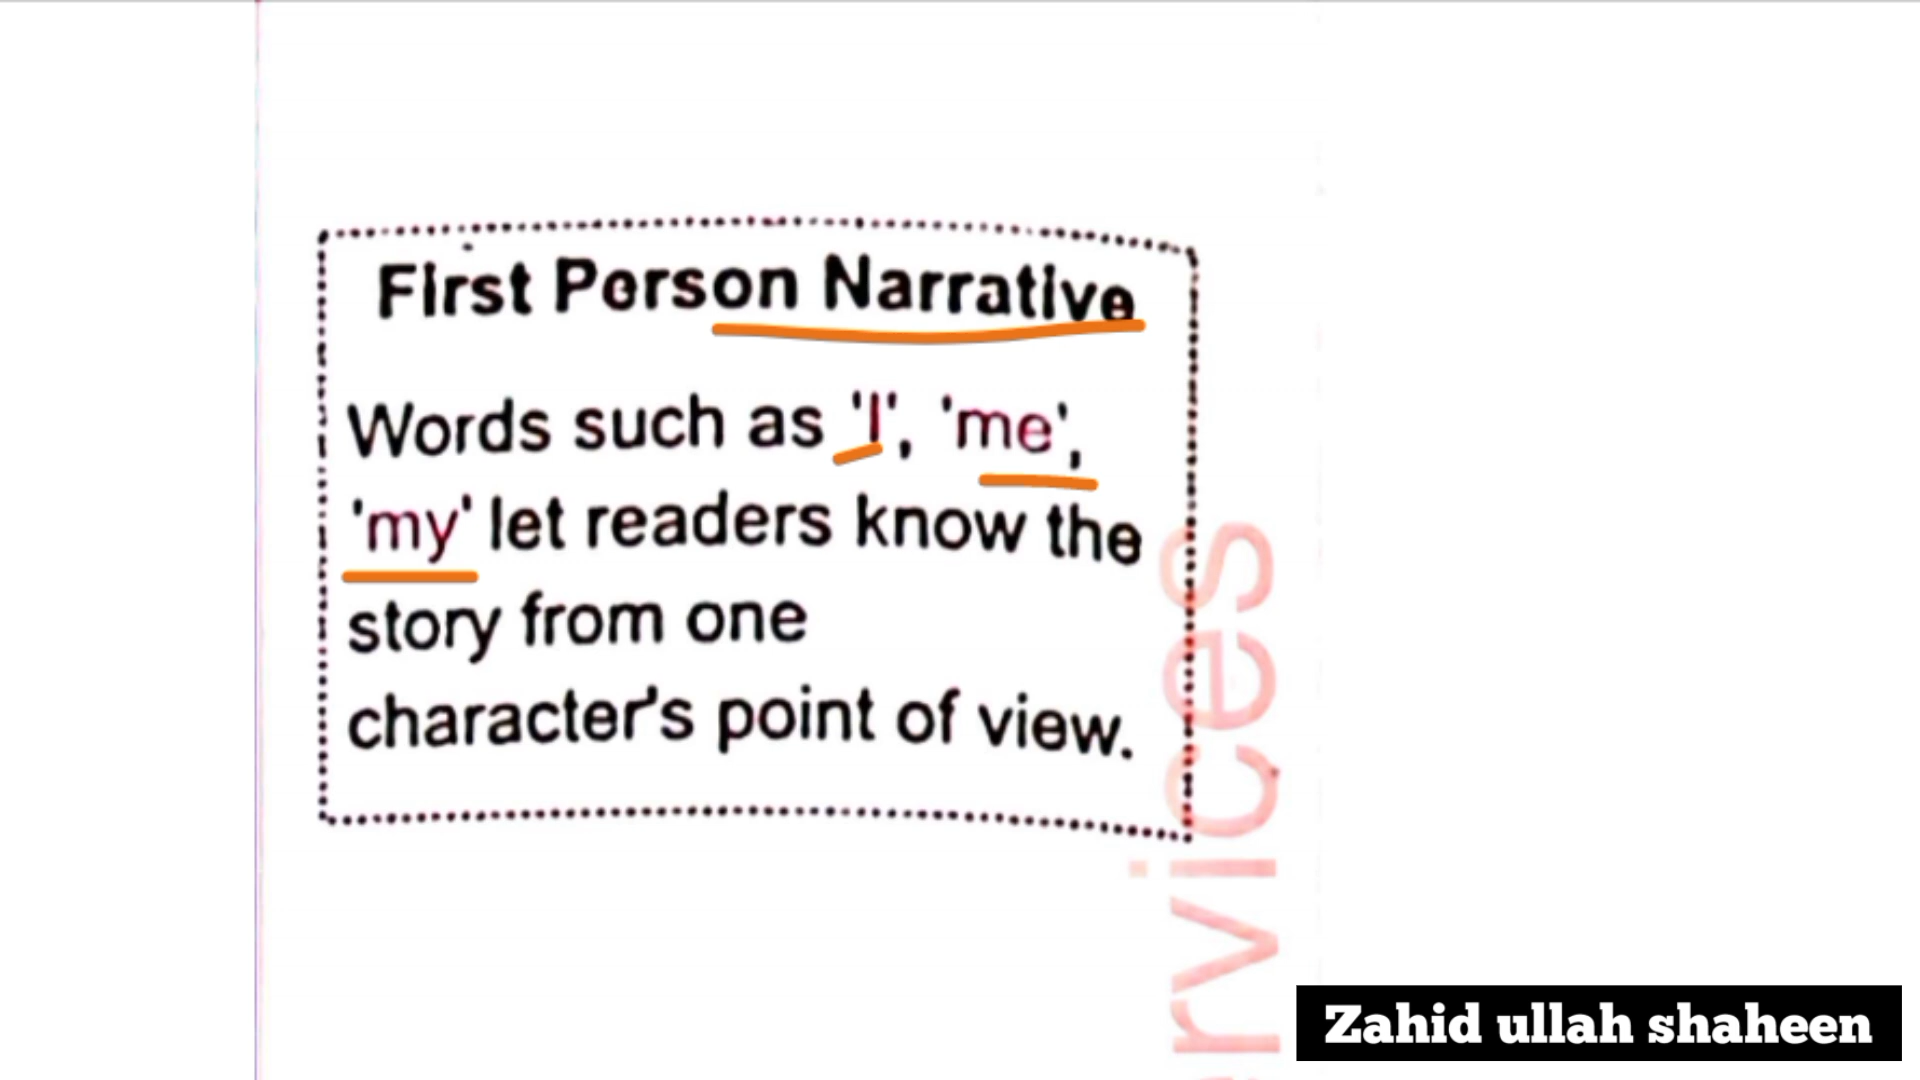 First Person Narrative
Words such as 'I', 'me',
'my' let readers know the
story from one
character's point of view.
rvices
Zahid ullah shaheen